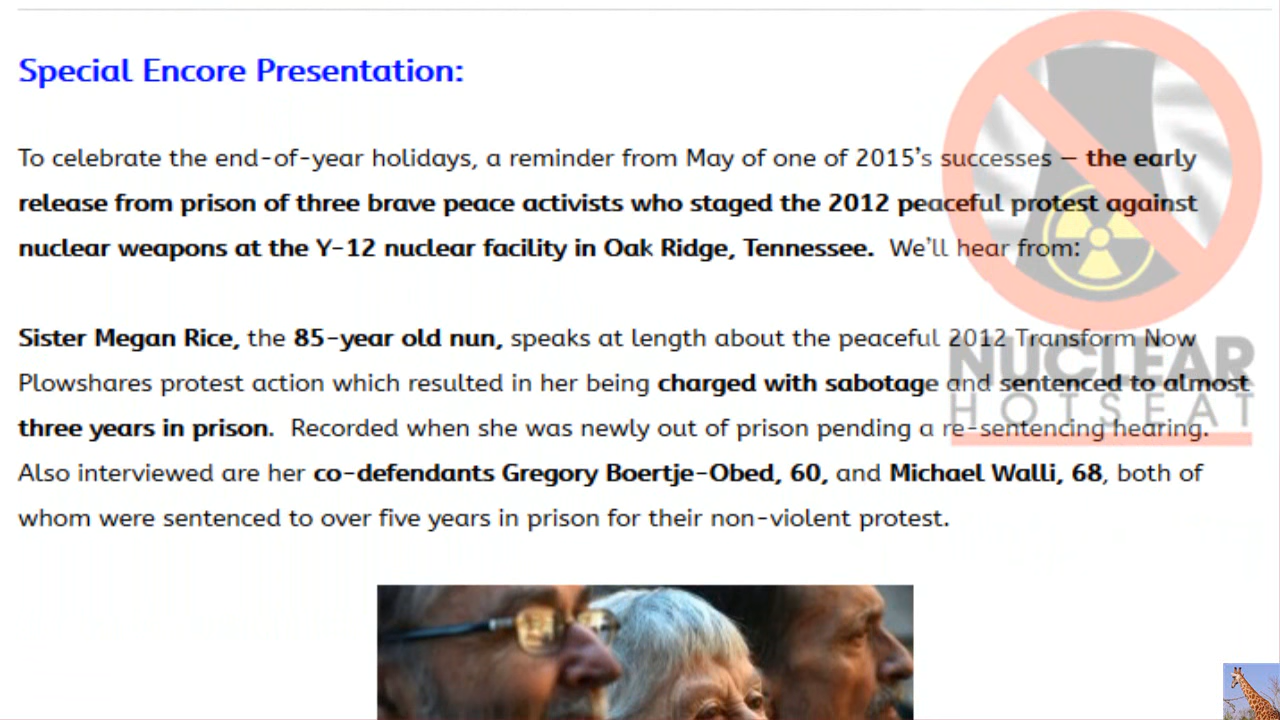 Special Encore Presentation:
To celebrate the end-of-year holidays, a reminder from May of one of 2015's successes – the early
release from prison of three brave peace activists who staged the 2012 peaceful protest against
nuclear weapons at the Y-12 nuclear facility in Oak Ridge, Tennessee. We'll hear from:
Sister Megan Rice, the 85-year old nun, speaks at length about the peaceful 2012 Transform Now
Plowshares protest action which resulted in her being charged with sabotage and sentenced to almost
three years in prison. Recorded when she was newly out of prison pending a re-sentencing hearing.
Also interviewed are her co-defendants Gregory Boertje-Obed, 60, and Michael Walli, 68, both of
whom were sentenced to over five years in prison for their non-violent protest.
NUCLEAR
HOTSEAT